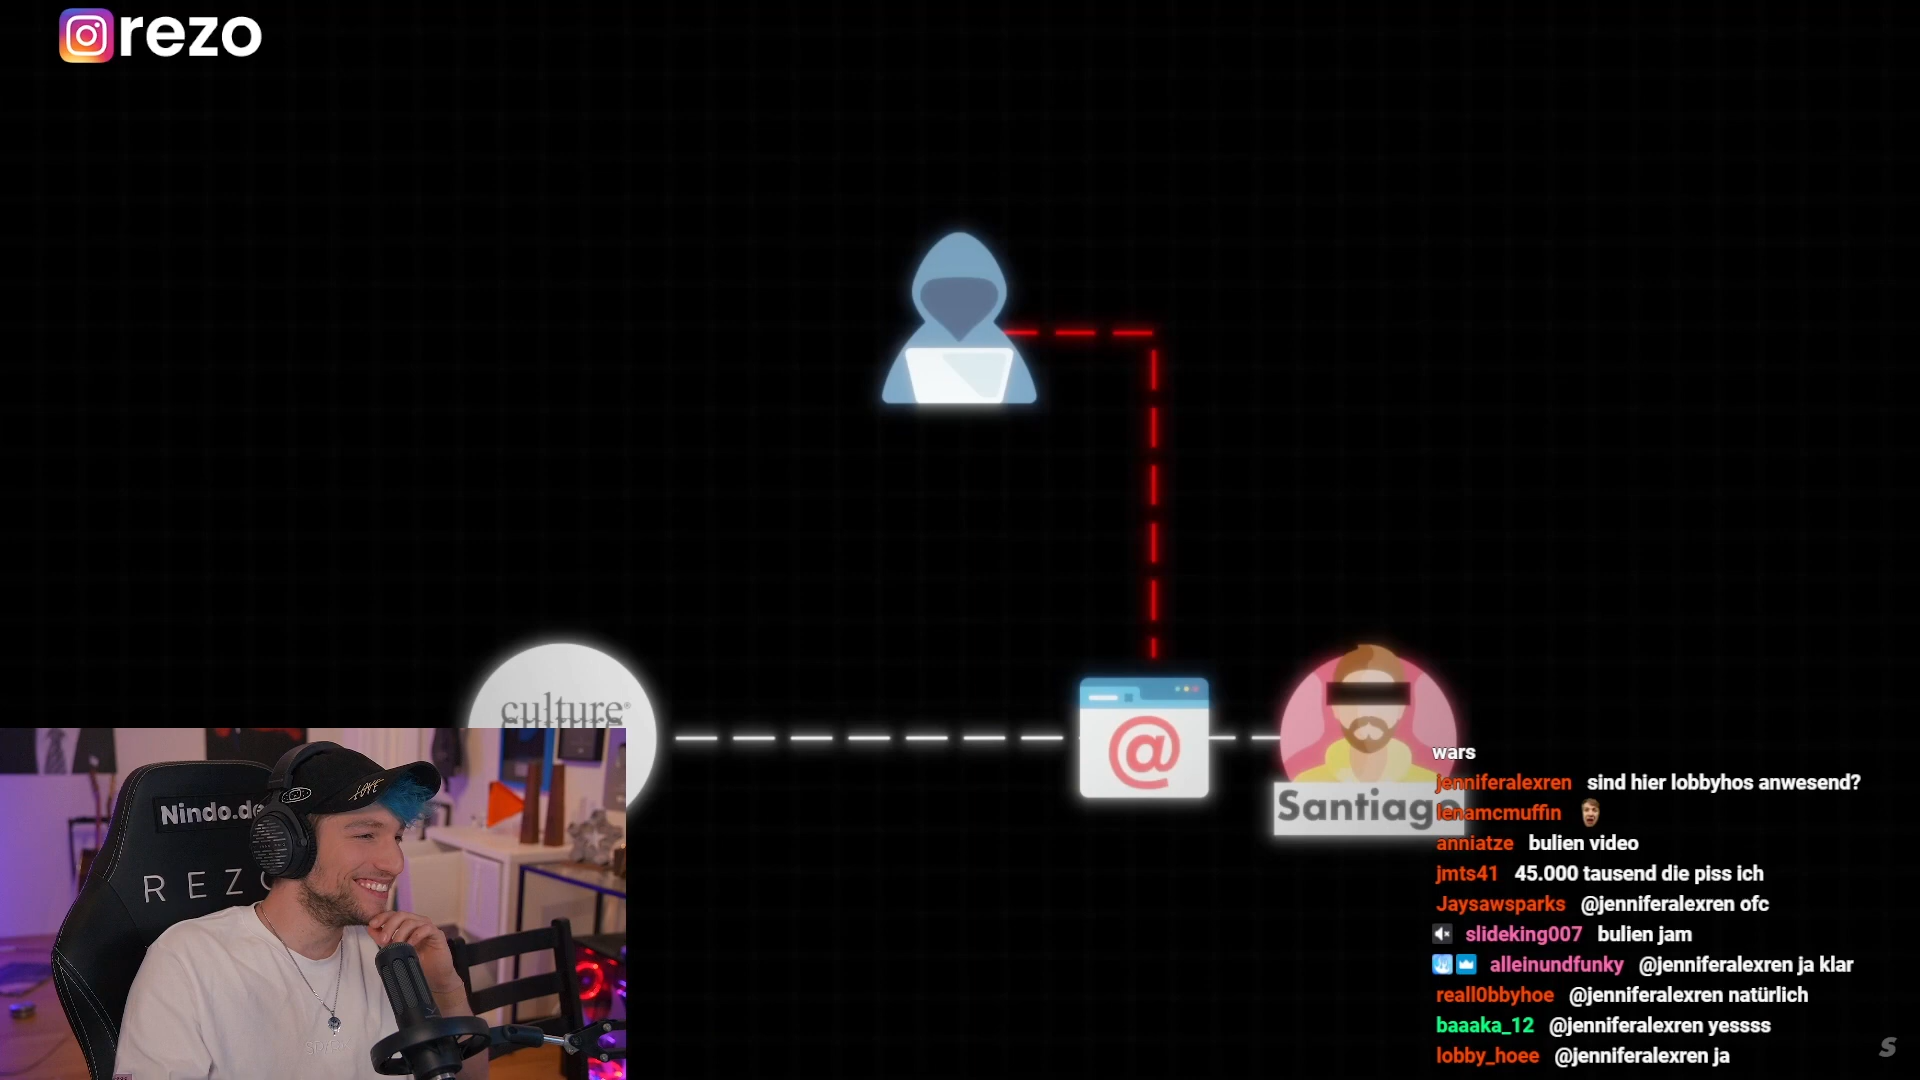 rezo
culture®
Nindo.de
REZO
LOVE
@
Santiago
wars
jenniferalexren sind hier lobbyhos anwesend?
lenamcmuffin
anniatze bulien video
jmts41 45.000 tausend die piss ich
Jaysawsparks @jenniferalexren ofc
slideking007 bulien jam
alleinundfunky @jenniferalexren ja klar
reall0bbyhoe @jenniferalexren natürlich
baaaka_12 @jenniferalexren yessss
lobby_hoee @jenniferalexren ja
S